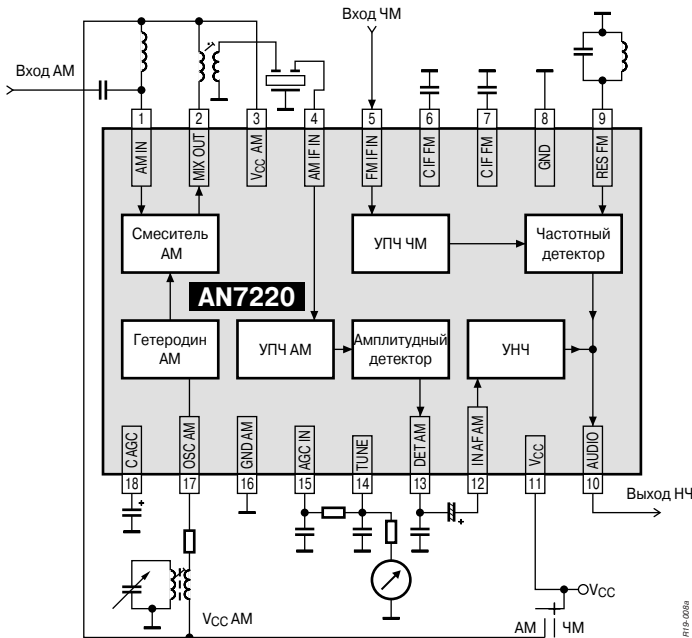 Вход ЧМ
Вход АМ
1
2
3
4
5
6
7
8
9
AM IN
MIX OUT
VCC AM
AM IF IN
FM IF IN
C IF FM
C IF FM
GND
RES FM
Смеситель
АМ
УПЧ ЧМ
Частотный
детектор
AN7220
Гетеродин
АМ
УПЧ АМ
Амплитудный
детектор
УНЧ
C AGC
OSC AM
GND AM
AGC IN
TUNE
DET AM
IN AF AM
VCC
AUDIO
18
17
16
15
14
13
12
11
10
+
+
Выход НЧ
VCC AM
VCC
АМ
ЧМ
R19-008a